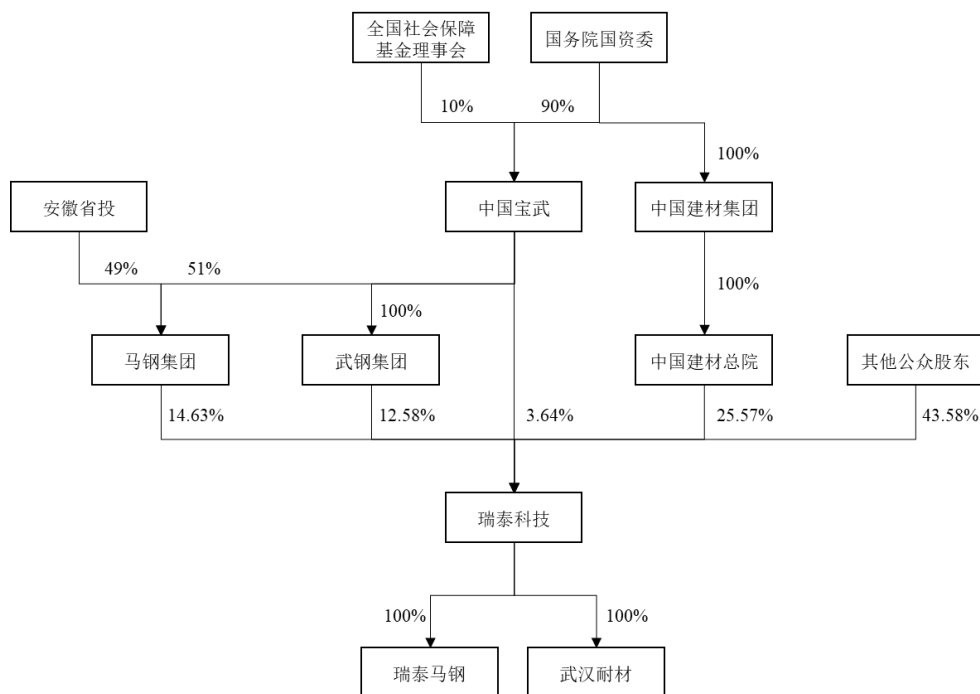 全国社会保障
基金理事会
国务院国资委
10%
90%
100%
安徽省投
中国宝武
中国建材集团
49%
51%
100%
100%
马钢集团
武钢集团
中国建材总院
其他公众股东
14.63%
12.58%
3.64%
25.57%
43.58%
瑞泰科技
100%
100%
瑞泰马钢
武汉耐材